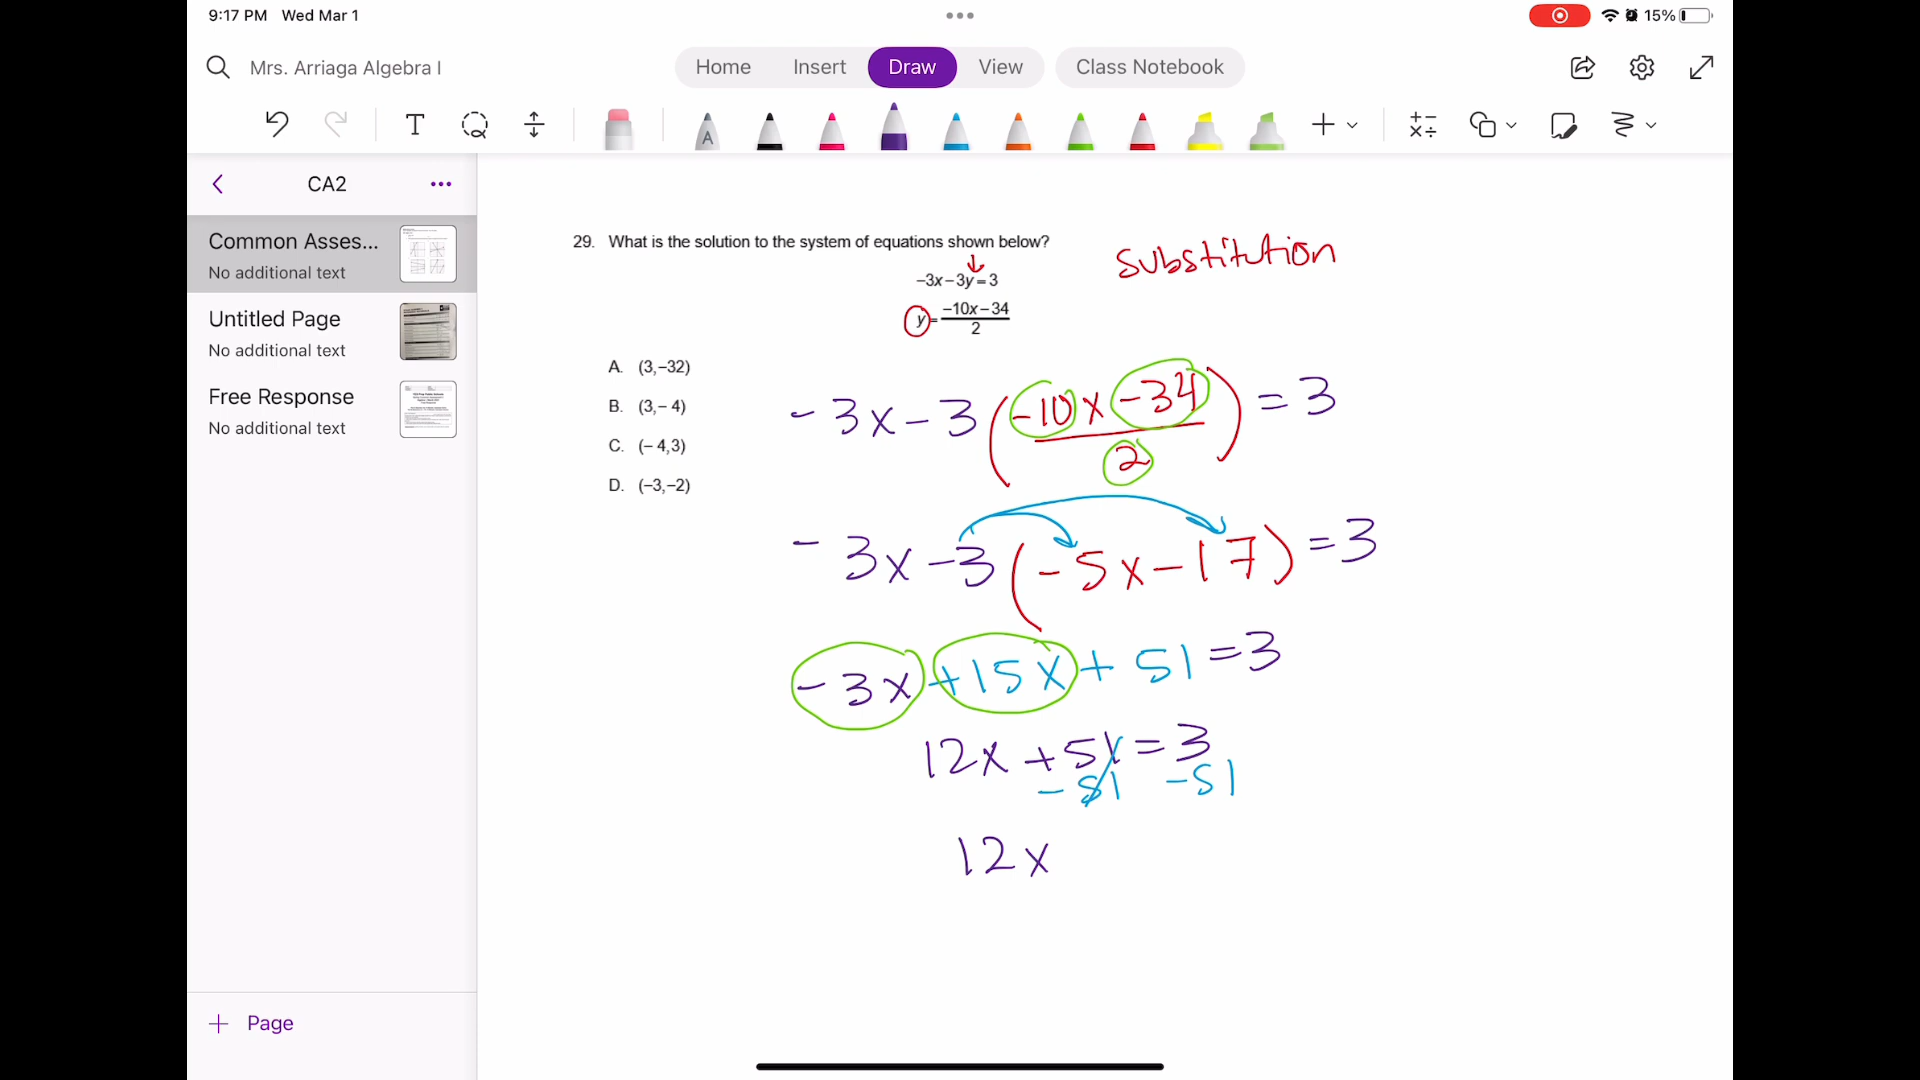 9:17 PM Wed Mar 1
15%
Mrs. Arriaga Algebra I
Home Insert Draw View Class Notebook
T
A
CA2
Common Asses...
No additional text
Untitled Page
No additional text
Free Response
No additional text
+ Page
29. What is the solution to the system of equations shown below?
substitution
−3x−3y=3
y=−10x−34
2
A. (3,−32)
B. (3,− 4)
C. (− 4,3)
D. (−3,−2)
-3x-3(-10x-34) = 3
2
-3x-3(-5x-17) = 3
-3x+15x+51=3
12x+51=3
-51 -51
12x